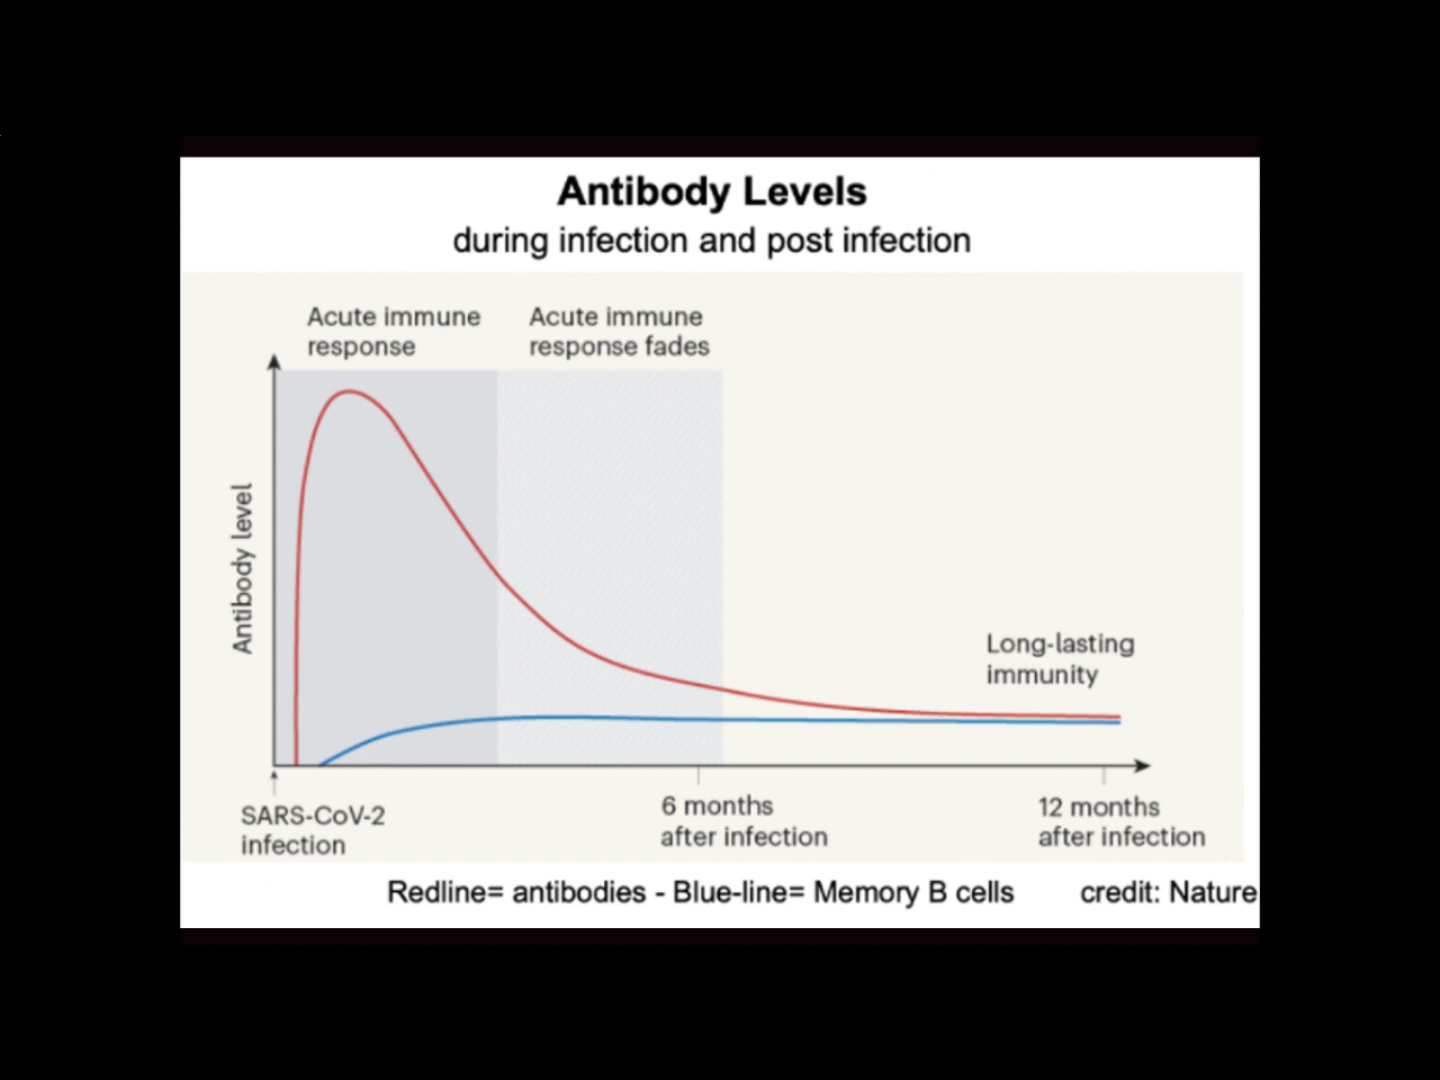 Antibody Levels
during infection and post infection
Acute immune
response
Acute immune
response fades
Antibody level
Long-lasting
immunity
SARS-CoV-2
infection
6 months
after infection
12 months
after infection
Redline= antibodies - Blue-line= Memory B cells
credit: Nature